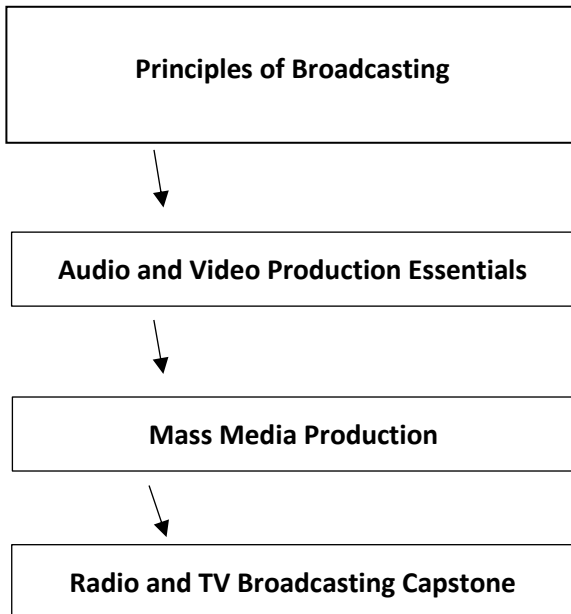 Principles of Broadcasting
Audio and Video Production Essentials
Mass Media Production
Radio and TV Broadcasting Capstone